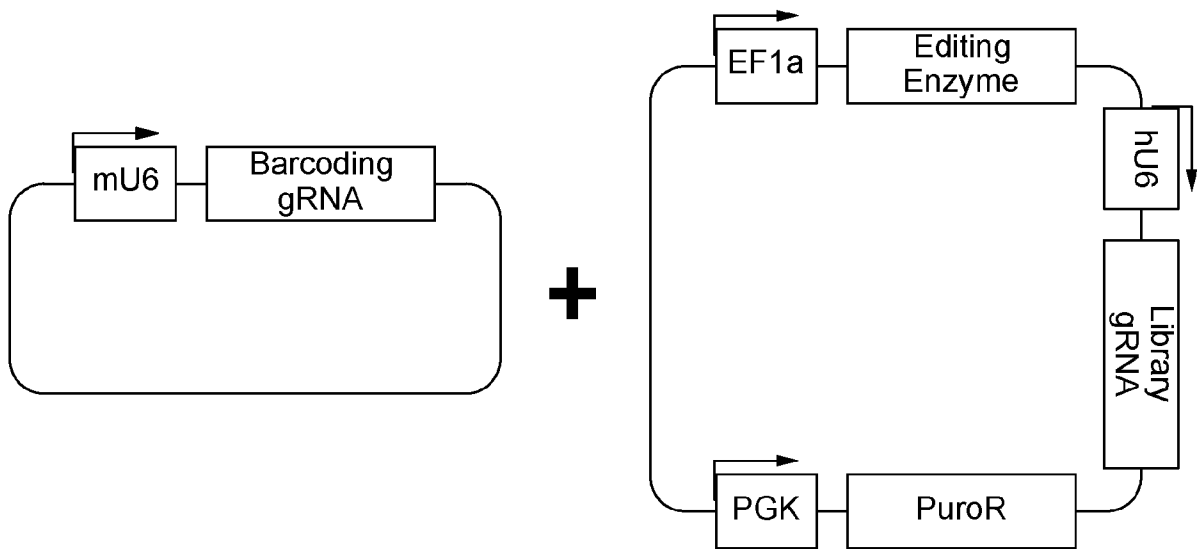 mU6
Barcoding
gRNA
+
EF1a
Editing
Enzyme
hU6
Library
gRNA
PGK
PuroR